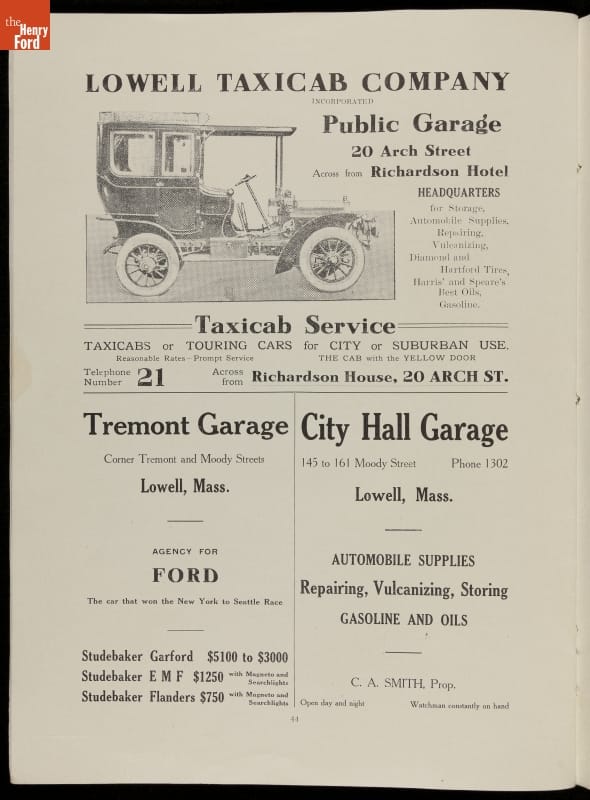 the
Henry
Ford
LOWELL TAXICAB COMPANY
INCORPORATED
Public Garage
20 Arch Street
Across from Richardson Hotel
HEADQUARTERS
for Storage,
Automobile Supplies,
Repairing,
Vulcanizing,
Diamond and
Hartford Tires,
Harris' and Speare's
Best Oils,
Gasoline.
Taxicab Service
TAXICABS or TOURING CARS for CITY or SUBURBAN USE.
Reasonable Rates–Prompt Service THE CAB with the YELLOW DOOR
Telephone Number 21 Across from Richardson House, 20 ARCH ST.
Tremont Garage
Corner Tremont and Moody Streets
Lowell, Mass.
AGENCY FOR
FORD
The car that won the New York to Seattle Race
Studebaker Garford $5100 to $3000
Studebaker E M F $1250 with Magneto and Searchlights
Studebaker Flanders $750 with Magneto and Searchlights
City Hall Garage
145 to 161 Moody Street Phone 1302
Lowell, Mass.
AUTOMOBILE SUPPLIES
Repairing, Vulcanizing, Storing
GASOLINE AND OILS
C. A. SMITH, Prop.
Open day and night Watchman constantly on hand
44